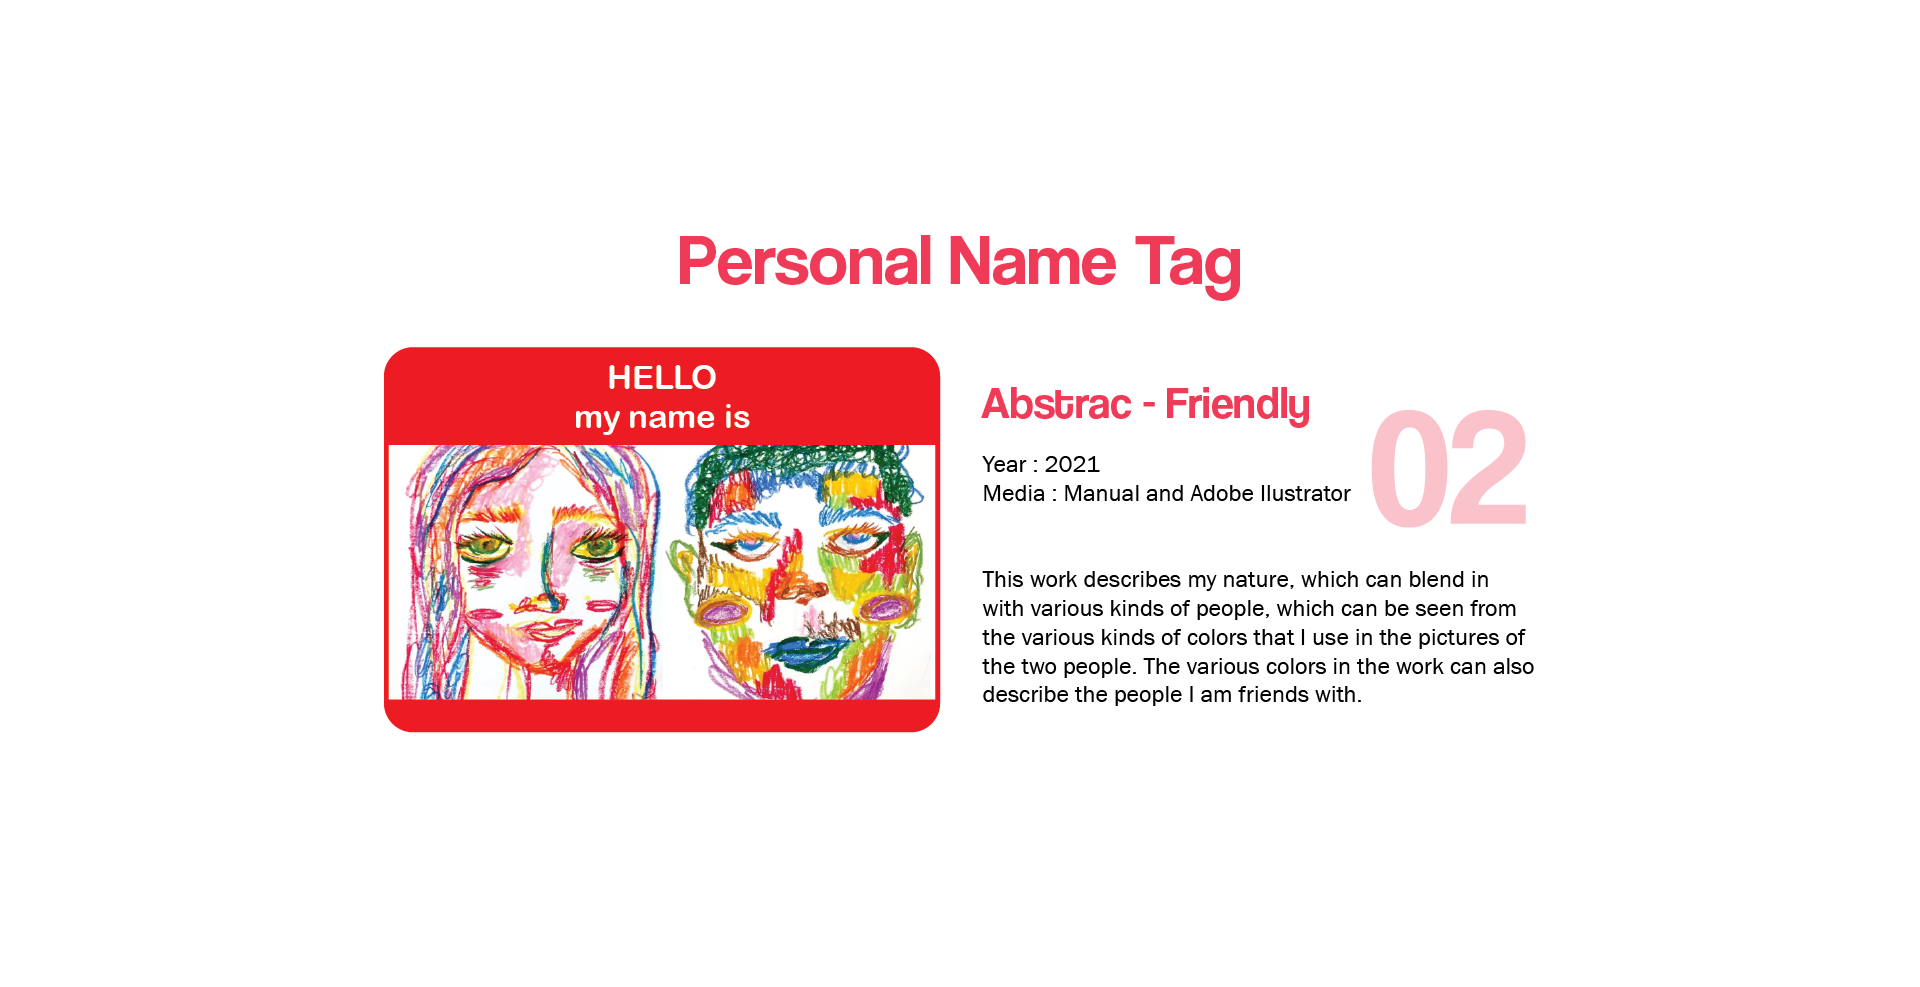 Personal Name Tag
HELLO
my name is
Abstrac - Friendly
02
Year : 2021
Media : Manual and Adobe Ilustrator
This work describes my nature, which can blend in
with various kinds of people, which can be seen from
the various kinds of colors that I use in the pictures of
the two people. The various colors in the work can also
describe the people I am friends with.